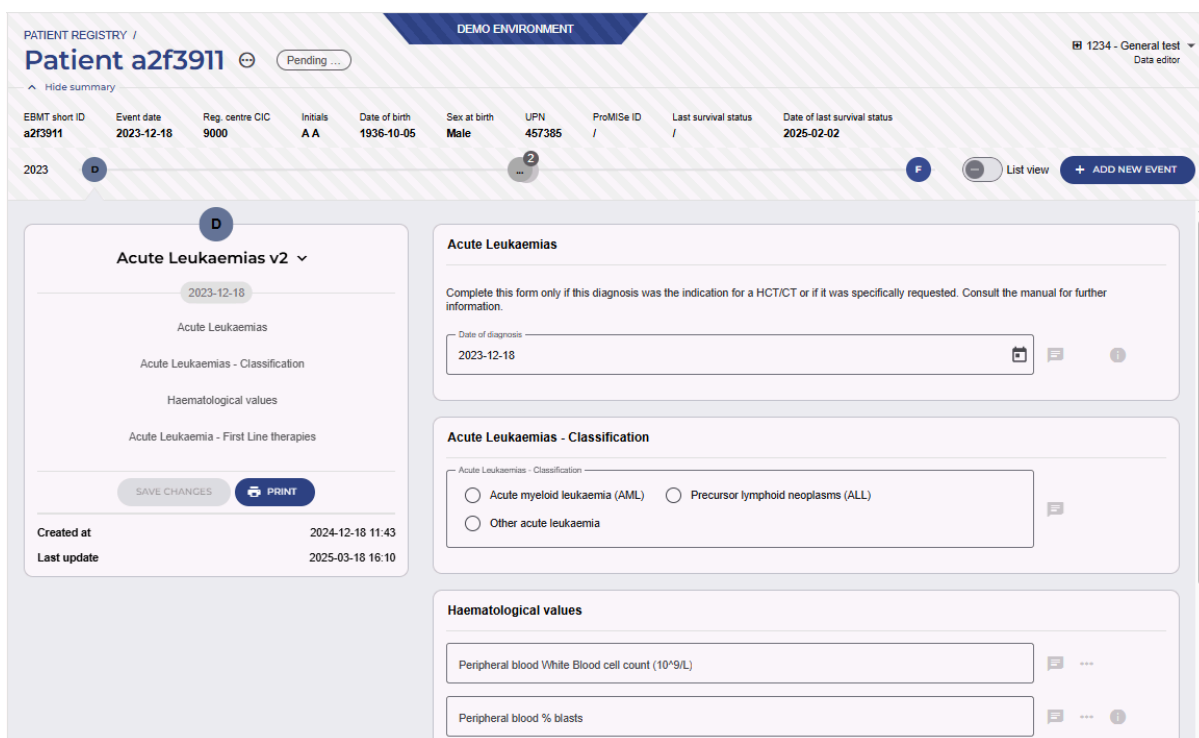 DEMO ENVIRONMENT
PATIENT REGISTRY /
Patient a2f3911
Pending ...
1234 - General test
Data editor
Hide summary
EBMT short ID Event date Reg. centre CIC Initials Date of birth Sex at birth UPN ProMISe ID Last survival status Date of last survival status
a2f3911 2023-12-18 9000 A A 1936-10-05 Male 457385 / / 2025-02-02
2023 D ... 2 F List view + ADD NEW EVENT
D
Acute Leukaemias v2
2023-12-18
Acute Leukaemias
Acute Leukaemias - Classification
Haematological values
Acute Leukaemia - First Line therapies
SAVE CHANGES PRINT
Created at 2024-12-18 11:43
Last update 2025-03-18 16:10
Acute Leukaemias
Complete this form only if this diagnosis was the indication for a HCT/CT or if it was specifically requested. Consult the manual for further
information.
Date of diagnosis
2023-12-18
Acute Leukaemias - Classification
Acute Leukaemias - Classification
Acute myeloid leukaemia (AML) Precursor lymphoid neoplasms (ALL)
Other acute leukaemia
Haematological values
Peripheral blood White Blood cell count (10^9/L)
Peripheral blood % blasts